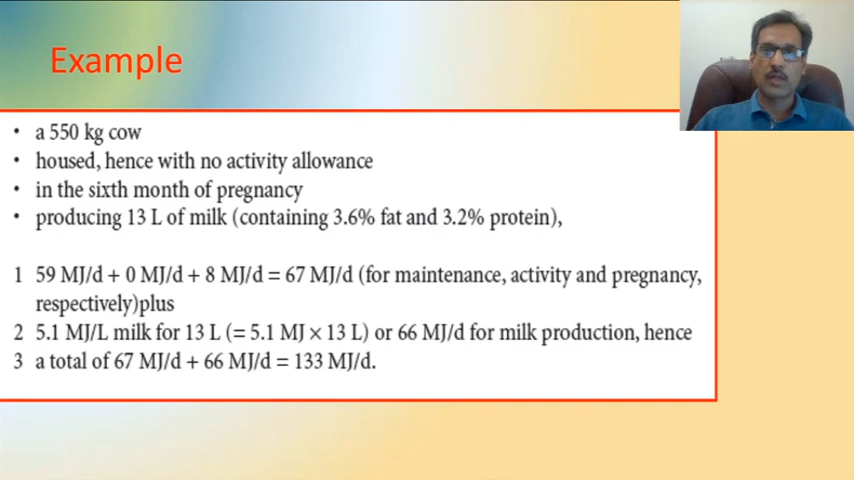 Example
• a 550 kg cow
• housed, hence with no activity allowance
• in the sixth month of pregnancy
• producing 13 L of milk (containing 3.6% fat and 3.2% protein),
1 59 MJ/d + 0 MJ/d + 8 MJ/d = 67 MJ/d (for maintenance, activity and pregnancy,
respectively)plus
2 5.1 MJ/L milk for 13 L (= 5.1 MJ × 13 L) or 66 MJ/d for milk production, hence
3 a total of 67 MJ/d + 66 MJ/d = 133 MJ/d.